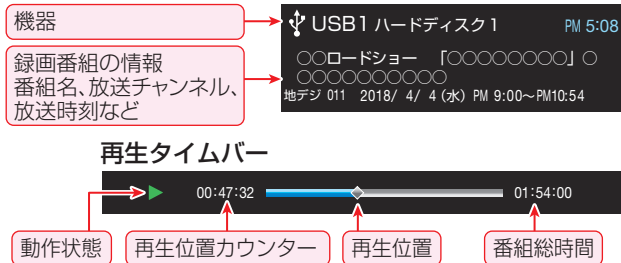 機器
USB1 ハードディスク1 PM 5:08
録画番組の情報
番組名、放送チャンネル、
放送時刻など
○○ロードショー 「○○○○○○○○」○
○○○○○○○○○○
地デジ 011 2018/ 4/ 4 (水) PM 9:00～PM10:54
再生タイムバー
00:47:32 01:54:00
動作状態 再生位置カウンター 再生位置 番組総時間